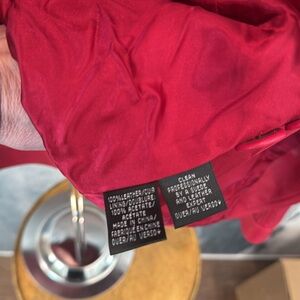 100% LEATHER/CUIR
LINING/DOUBLURE:
100% ACETATE/
ACETATE
MADE IN CHINA/
FABRIQUE EN CHINE
OVER/AU VERSO↓
CLEAN
PROFESSIONALLY
BY A SUEDE
AND LEATHER
EXPERT
OVER/AU VERSO↓